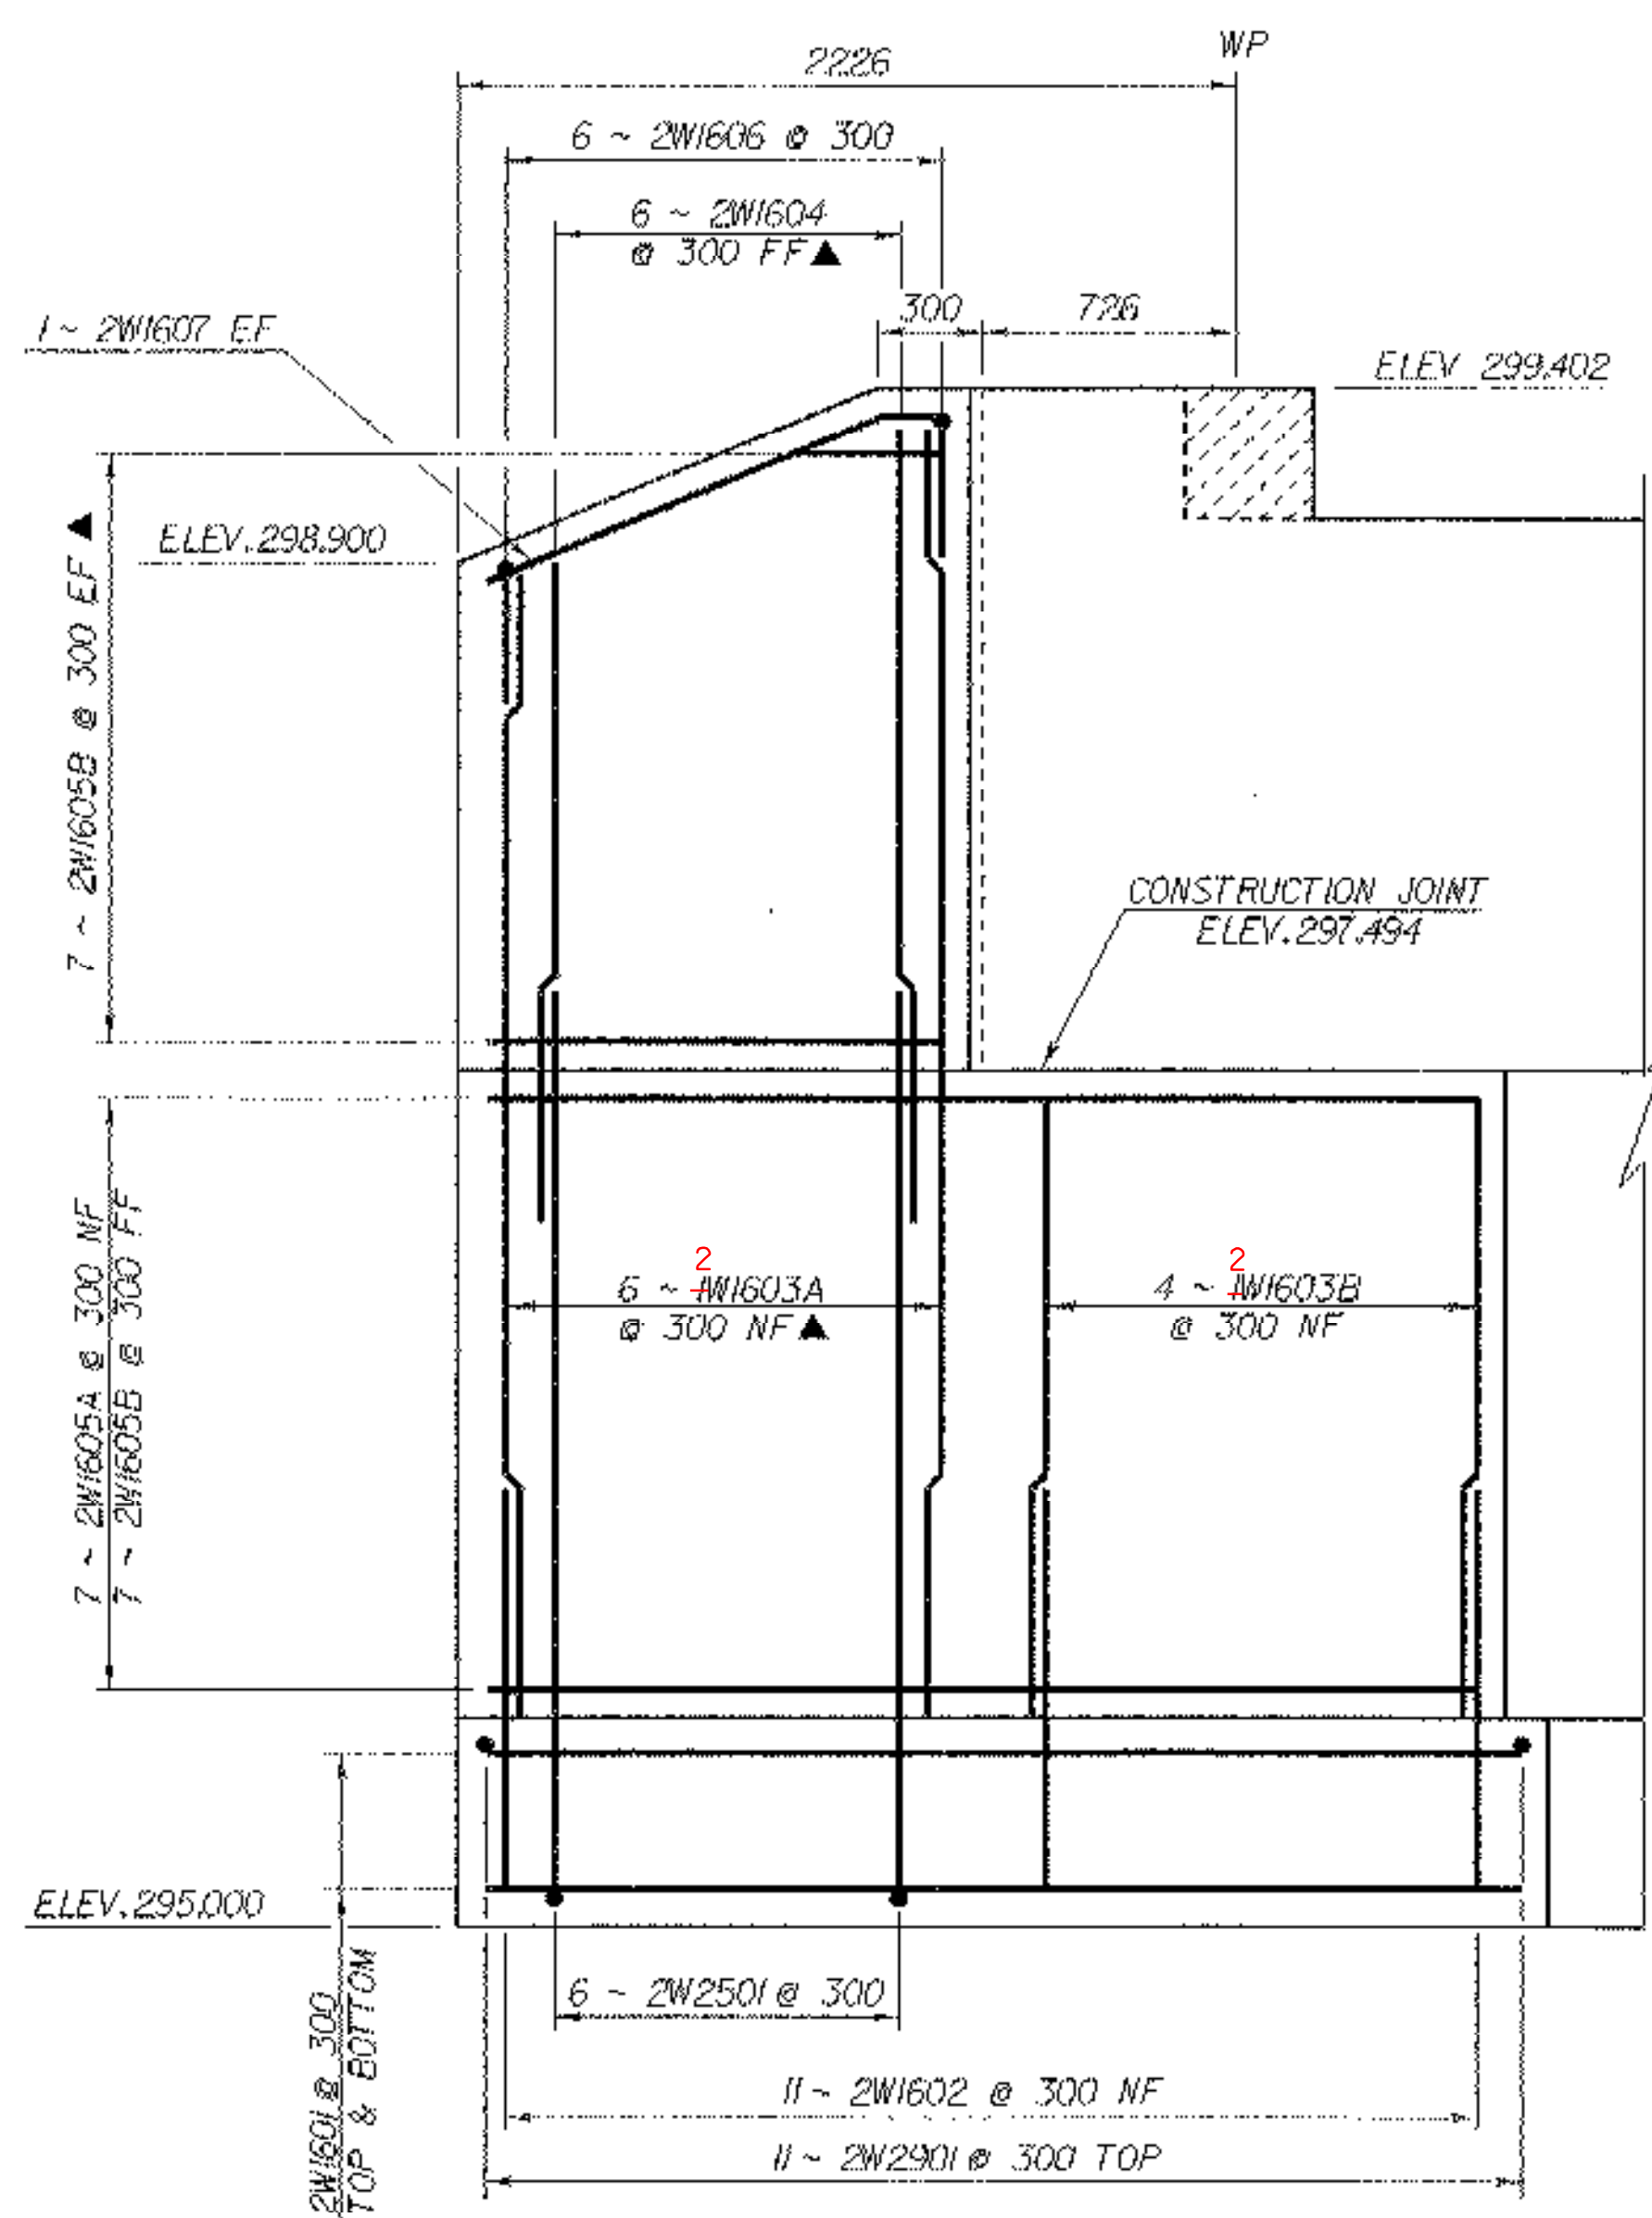 WP
2226
6 ~ 2W1606 @ 300
6 ~ 2W1604
@ 300 FF▲
300
726
1 ~ 2W1607 EF
ELEV 299.402
ELEV. 298.900
7 ~ 2W1605B @ 300 EF ▲
CONSTRUCTION JOINT
ELEV. 297.494
7 ~ 2W1605A @ 300 NF
7 ~ 2W1605B @ 300 FF
2
6 ~ 1W1603A
@ 300 NF▲
2
4 ~ 1W1603B
@ 300 NF
ELEV. 295.000
2W1601 @ 300
TOP & BOTTOM
6 ~ 2W2501 @ 300
11 ~ 2W1602 @ 300 NF
11 ~ 2W2901 @ 300 TOP